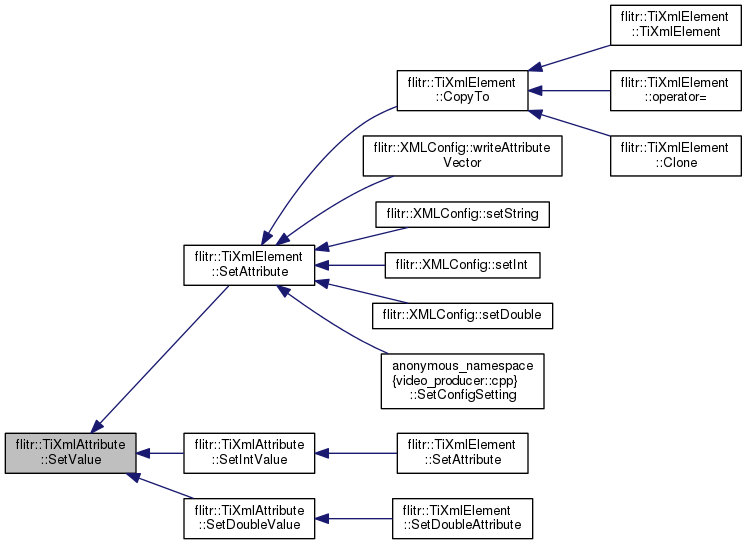 flitr::TiXmlElement
::TiXmlElement
flitr::TiXmlElement
::CopyTo
flitr::TiXmlElement
::operator=
flitr::TiXmlElement
::Clone
flitr::XMLConfig::writeAttribute
Vector
flitr::XMLConfig::setString
flitr::TiXmlElement
::SetAttribute
flitr::XMLConfig::setInt
flitr::XMLConfig::setDouble
anonymous_namespace
{video_producer::cpp}
::SetConfigSetting
flitr::TiXmlAttribute
::SetValue
flitr::TiXmlAttribute
::SetIntValue
flitr::TiXmlElement
::SetAttribute
flitr::TiXmlAttribute
::SetDoubleValue
flitr::TiXmlElement
::SetDoubleAttribute